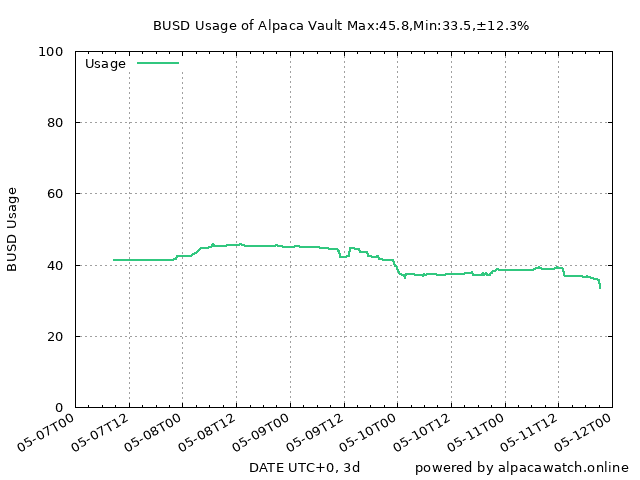 BUSD Usage of Alpaca Vault Max:45.8,Min:33.5,±12.3%
Usage
100
80
60
40
20
0
BUSD Usage
05-07T00
05-07T12
05-08T00
05-08T12
05-09T00
05-09T12
05-10T00
05-10T12
05-11T00
05-11T12
05-12T00
DATE UTC+0, 3d
powered by alpacawatch.online